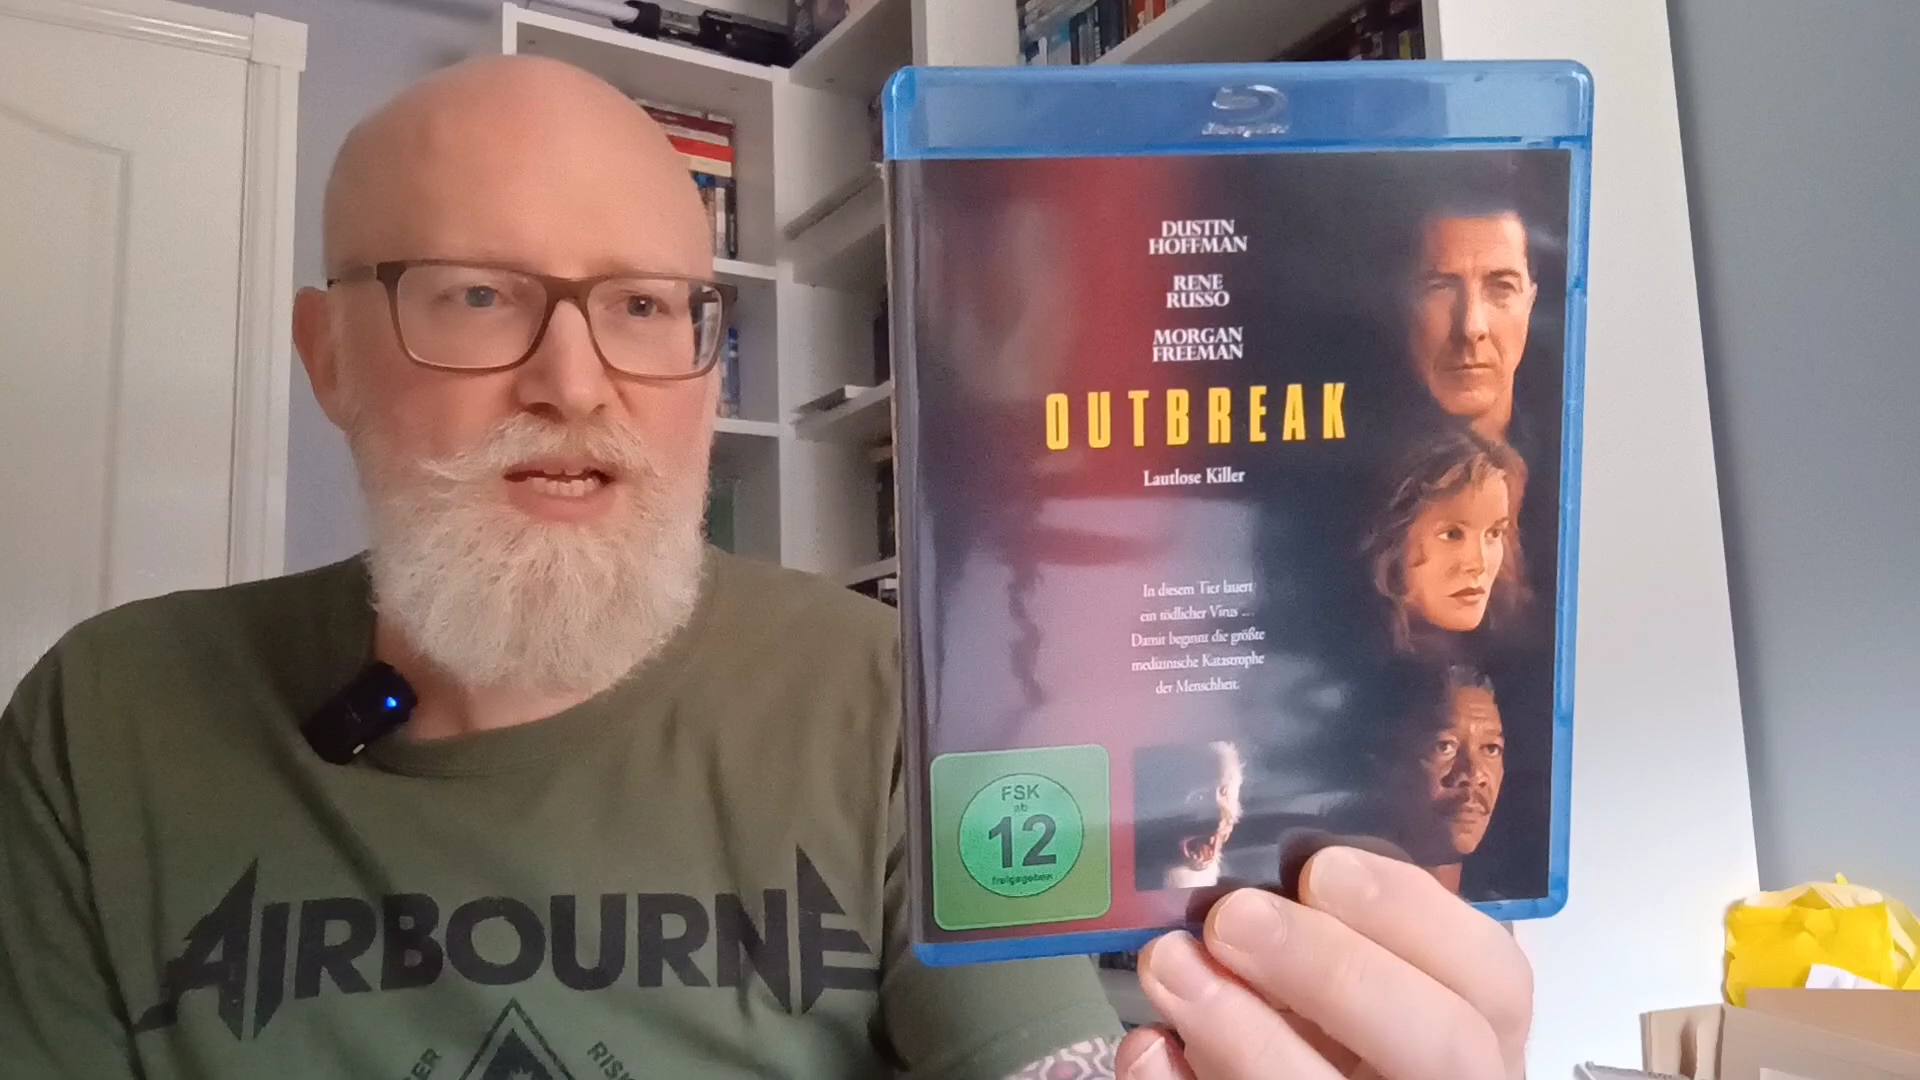 DUSTIN
HOFFMAN
RENE
RUSSO
MORGAN
FREEMAN
OUTBREAK
Lautlose Killer
In diesem Tier lauert
ein tödlicher Virus ...
Damit beginnt die größte
medizinische Katastrophe
der Menschheit.
FSK
ab
12
freigegeben
AIRBOURNE